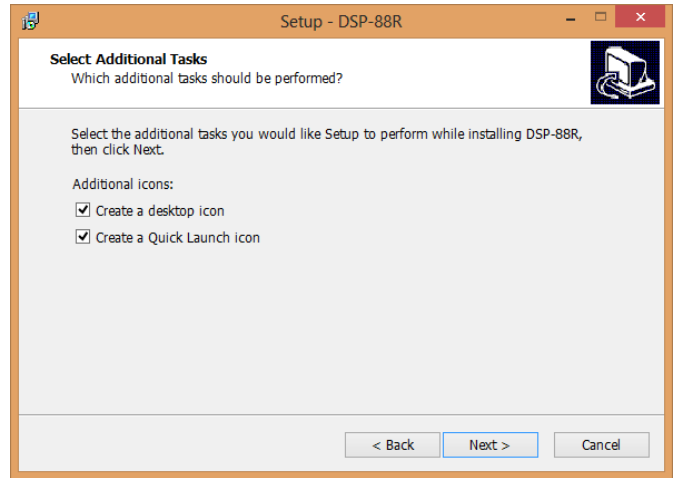 Setup - DSP-88R
Select Additional Tasks
Which additional tasks should be performed?
Select the additional tasks you would like Setup to perform while installing DSP-88R,
then click Next.
Additional icons:
Create a desktop icon
Create a Quick Launch icon
< Back Next > Cancel